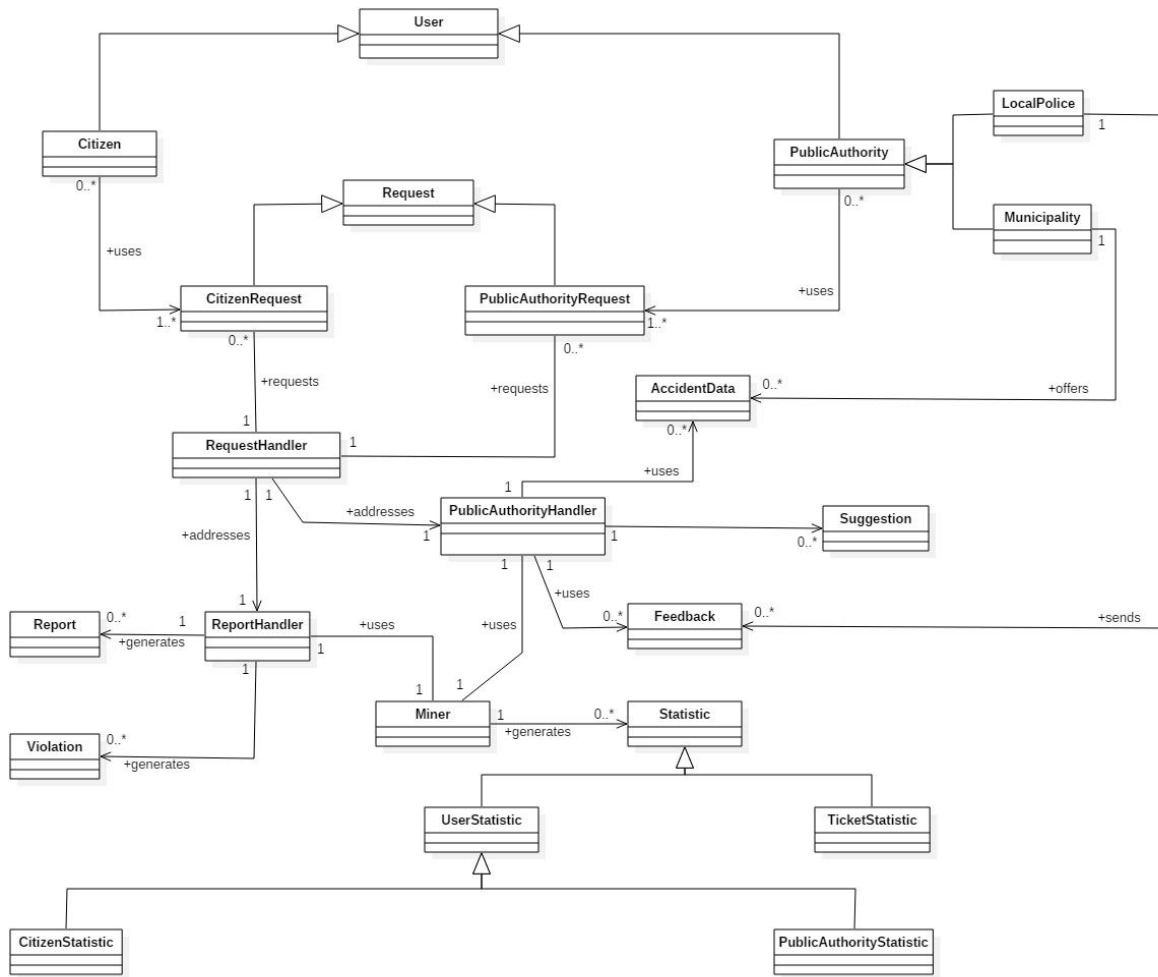 User
LocalPolice
1
Citizen
0..*
PublicAuthority
0..*
Request
Municipality
1
+uses
+uses
CitizenRequest
1..*
0..*
PublicAuthorityRequest
1..*
0..*
+requests
+requests
AccidentData
0..*
0..*
+offers
1
RequestHandler
1
1
1
+uses
1
+addresses
PublicAuthorityHandler
1
1
1
1
Suggestion
0..*
+addresses
+uses
+uses
1
Report
0..*
1
+generates
ReportHandler
1
1
+uses
Feedback
0..*
0..*
+sends
1
1
Miner
1
+generates
0..*
Statistic
Violation
0..*
+generates
UserStatistic
TicketStatistic
CitizenStatistic
PublicAuthorityStatistic